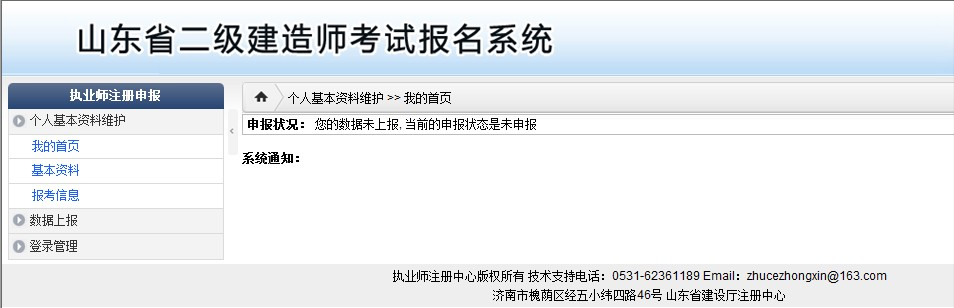 山东省二级建造师考试报名系统
执业师注册申报
个人基本资料维护 >> 我的首页
个人基本资料维护
申报状况： 您的数据未上报, 当前的申报状态是未申报
我的首页
系统通知：
基本资料
报考信息
数据上报
登录管理
执业师注册中心版权所有 技术支持电话：0531-62361189 Email：zhucezhongxin@163.com
济南市槐荫区经五小纬四路46号 山东省建设厅注册中心